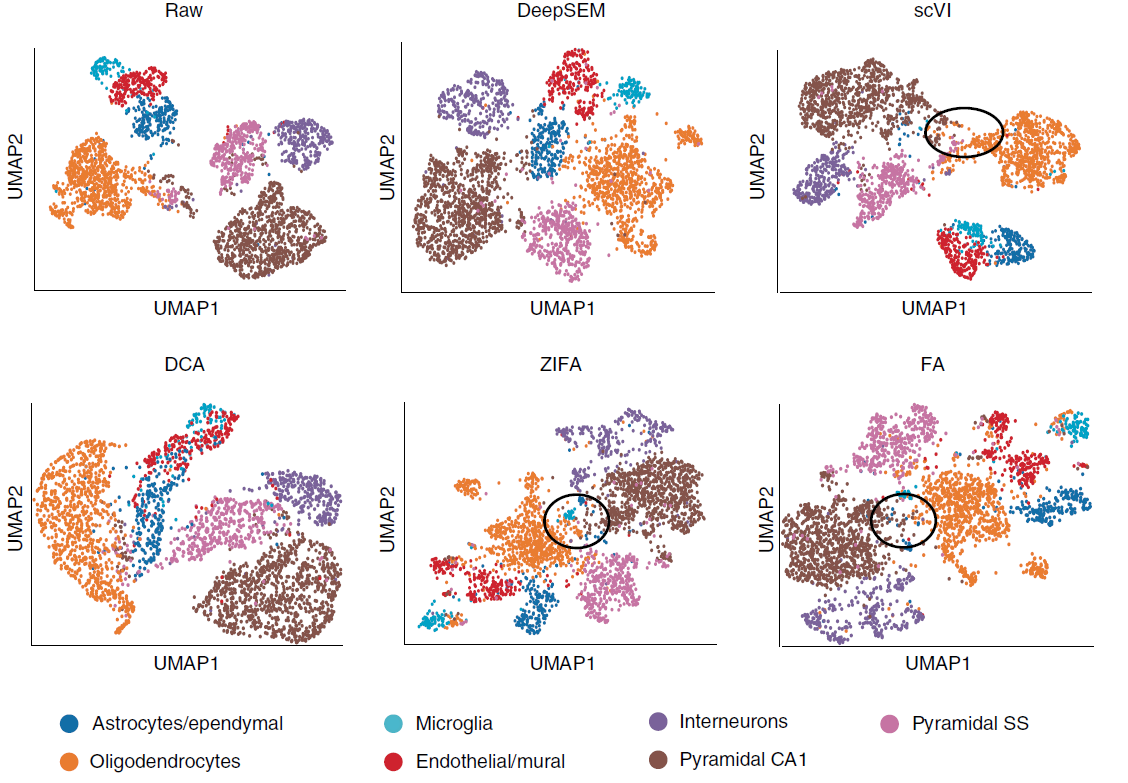 Raw
DeepSEM
scVI
UMAP2
UMAP2
UMAP2
UMAP1
UMAP1
UMAP1
DCA
ZIFA
FA
UMAP2
UMAP2
UMAP2
UMAP1
UMAP1
UMAP1
Astrocytes/ependymal
Microglia
Interneurons
Pyramidal SS
Oligodendrocytes
Endothelial/mural
Pyramidal CA1